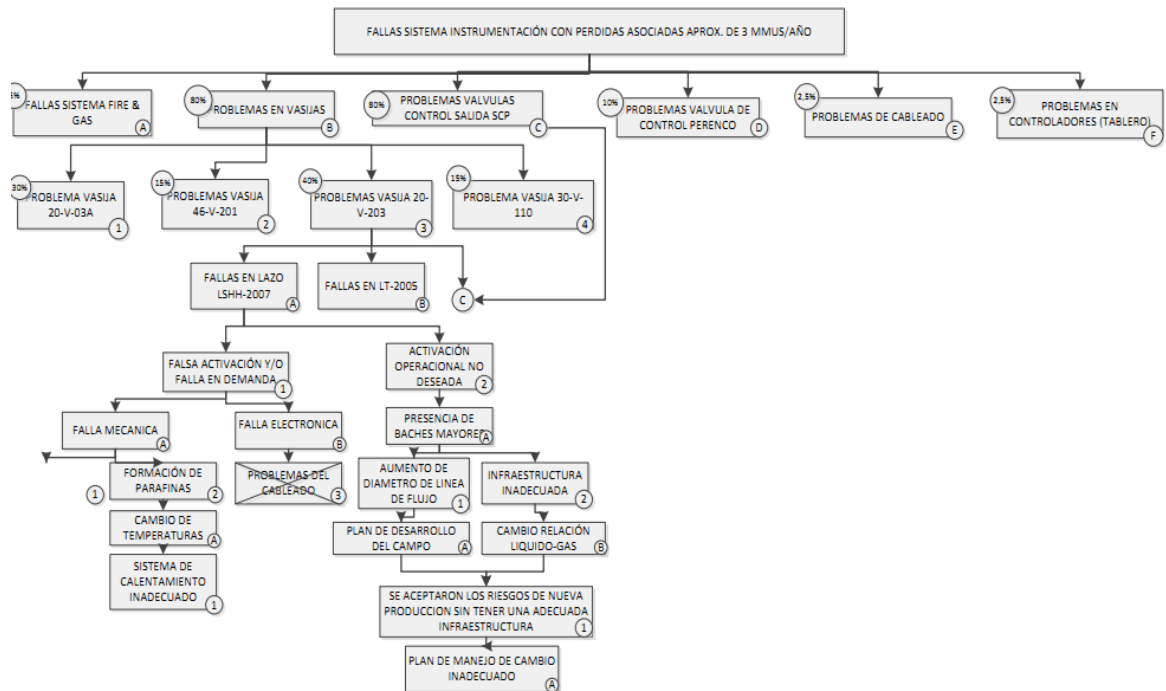 FALLAS SISTEMA INSTRUMENTACIÓN CON PERDIDAS ASOCIADAS APROX. DE 3 MMUS/AÑO
FALLAS SISTEMA FIRE &
GAS
A
80%
PROBLEMAS EN VASIJAS
B
80%
PROBLEMAS VALVULAS
CONTROL SALIDA SCP
C
10%
PROBLEMAS VALVULA DE
CONTROL PERENCO
D
2,5%
PROBLEMAS DE CABLEADO
E
2,5%
PROBLEMAS EN
CONTROLADORES (TABLERO)
F
30%
PROBLEMA VASIJA
20-V-03A
1
15%
PROBLEMAS VASIJA
46-V-201
2
40%
PROBLEMAS VASIJA 20-
V-203
3
15%
PROBLEMA VASIJA 30-V-
110
4
FALLAS EN LAZO
LSHH-2007
A
FALLAS EN LT-2005
B
C
FALSA ACTIVACIÓN Y/O
FALLA EN DEMANDA
1
ACTIVACIÓN
OPERACIONAL NO
DESEADA
2
FALLA MECANICA
A
FALLA ELECTRONICA
B
PRESENCIA DE
BACHES MAYORES
A
1
FORMACIÓN DE
PARAFINAS
2
PROBLEMAS DEL
CABLEADO
3
AUMENTO DE
DIAMETRO DE LINEA
DE FLUJO
1
INFRAESTRUCTURA
INADECUADA
2
CAMBIO DE
TEMPERATURAS
A
PLAN DE DESARROLLO
DEL CAMPO
A
CAMBIO RELACIÓN
LIQUIDO-GAS
B
SISTEMA DE
CALENTAMIENTO
INADECUADO
1
SE ACEPTARON LOS RIESGOS DE NUEVA
PRODUCCION SIN TENER UNA ADECUADA
INFRAESTRUCTURA
1
PLAN DE MANEJO DE CAMBIO
INADECUADO
A